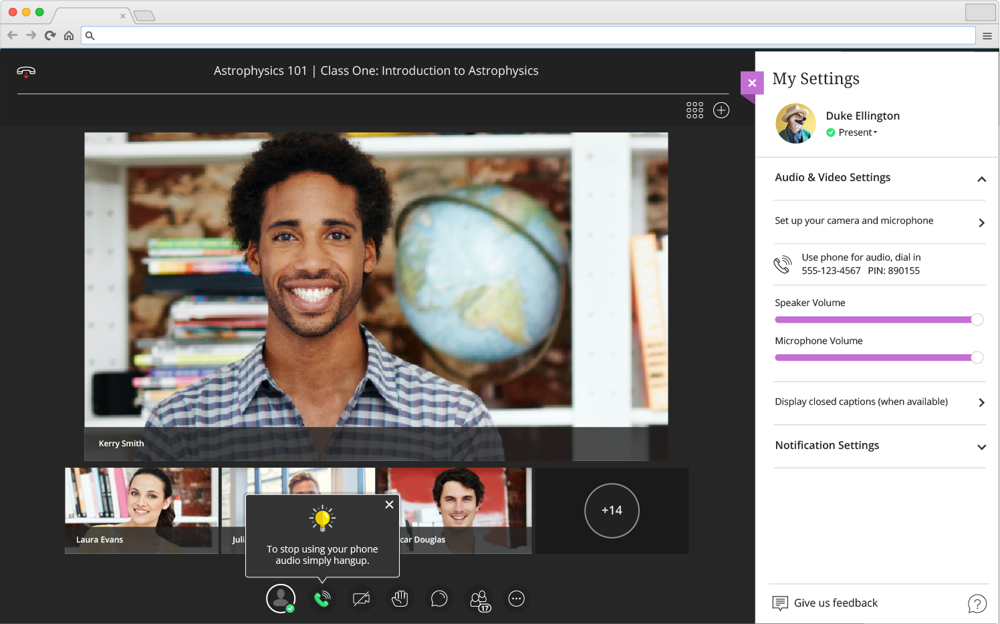 Astrophysics 101 | Class One: Introduction to Astrophysics
My Settings
Duke Ellington
Present
Audio & Video Settings
Set up your camera and microphone
Use phone for audio, dial in
555-123-4567 PIN: 890155
Speaker Volume
Microphone Volume
Display closed captions (when available)
Notification Settings
Kerry Smith
Laura Evans
+14
To stop using your phone
audio simply hangup.
Douglas
17
Give us feedback
?